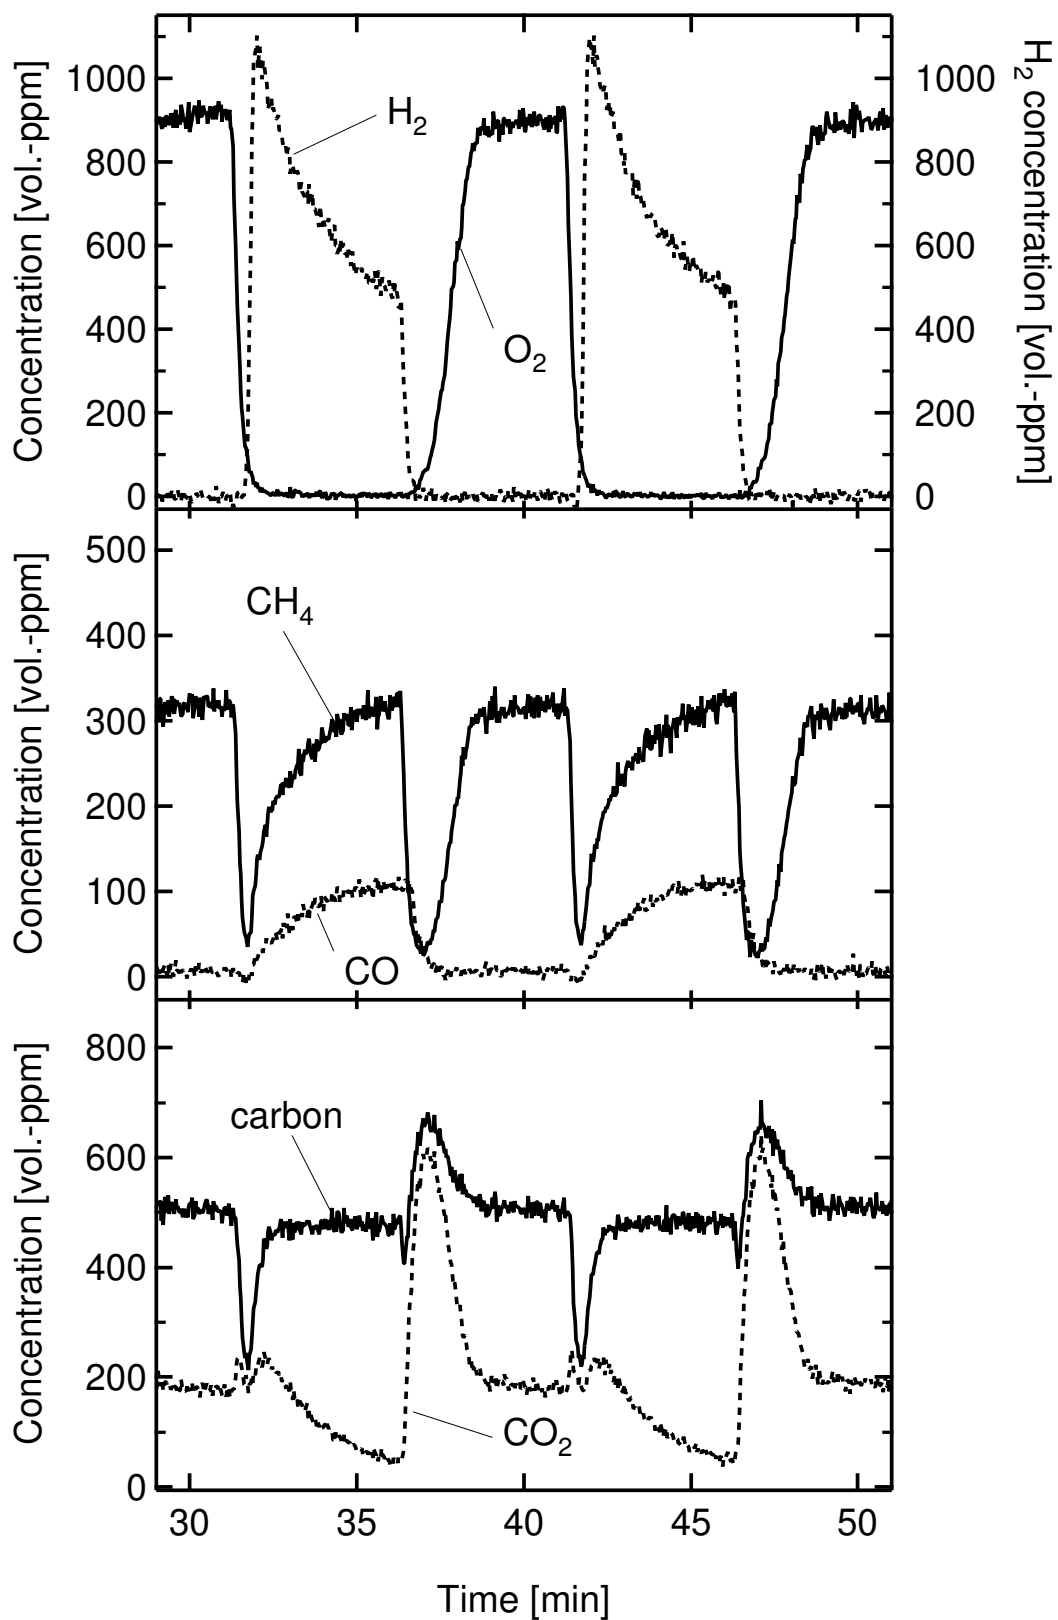 Concentration [vol.-ppm]
1000
800
600
400
200
0
H₂
O₂
1000
800
600
400
200
0
H₂ concentration [vol.-ppm]
Concentration [vol.-ppm]
500
400
300
200
100
0
CH₄
CO
Concentration [vol.-ppm]
800
600
400
200
0
carbon
CO₂
30 35 40 45 50
Time [min]